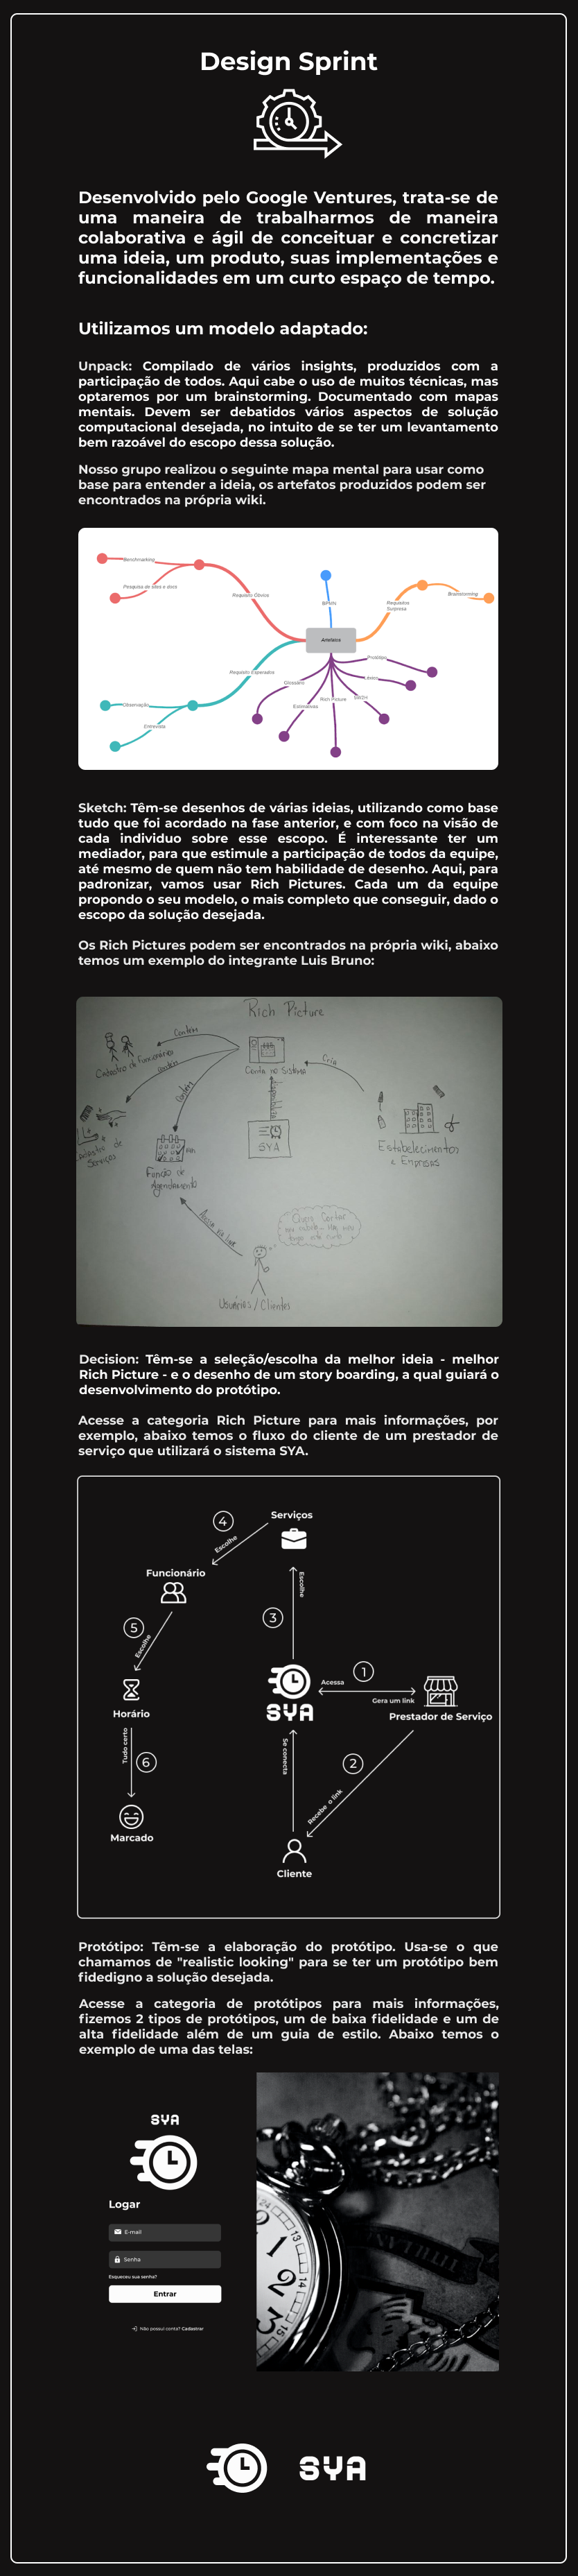 Design Sprint
Desenvolvido pelo Google Ventures, trata-se de
uma maneira de trabalharmos de maneira
colaborativa e ágil de conceituar e concretizar
uma ideia, um produto, suas implementações e
funcionalidades em um curto espaço de tempo.
Utilizamos um modelo adaptado:
Unpack: Compilado de vários insights, produzidos com a
participação de todos. Aqui cabe o uso de muitos técnicas, mas
optaremos por um brainstorming. Documentado com mapas
mentais. Devem ser debatidos vários aspectos de solução
computacional desejada, no intuito de se ter um levantamento
bem razoável do escopo dessa solução.
Nosso grupo realizou o seguinte mapa mental para usar como
base para entender a ideia, os artefatos produzidos podem ser
encontrados na própria wiki.
Benchmarking
Pesquisa de sites e docs
Requisito Óbvios
BPMN
Requisitos
Surpresa
Brainstorming
Artefatos
Protótipo
Léxico
Requisito Esperados
Glossário
Rich Picture
5W2H
Observação
Entrevista
Sketch: Têm-se desenhos de várias ideias, utilizando como base
tudo que foi acordado na fase anterior, e com foco na visão de
cada individuo sobre esse escopo. É interessante ter um
mediador, para que estimule a participação de todos da equipe,
até mesmo de quem não tem habilidade de desenho. Aqui, para
padronizar, vamos usar Rich Pictures. Cada um da equipe
propondo o seu modelo, o mais completo que conseguir, dado o
escopo da solução desejada.
Os Rich Pictures podem ser encontrados na própria wiki, abaixo
temos um exemplo do integrante Luis Bruno:
Rich Picture
Contém
Cadastro de Funcionários
Contém
Contém
Conta no Sistema
Cria
Disponibiliza
SYA
Cadastro de
Serviços
Função de
Agendamento
Estabelecimentos
e Empresas
Acessa via link
Quero Cortar
Usuários / Clientes
Decision: Têm-se a seleção/escolha da melhor ideia - melhor
Rich Picture - e o desenho de um story boarding, a qual guiará o
desenvolvimento do protótipo.
Acesse a categoria Rich Picture para mais informações, por
exemplo, abaixo temos o fluxo do cliente de um prestador de
serviço que utilizará o sistema SYA.
Serviços
4
Escolhe
Funcionário
Escolhe
3
5
Escolhe
1
Acessa
Gera um link
SYA
Horário
Prestador de Serviço
Tudo certo
6
Se conecta
2
Recebe o link
Marcado
Cliente
Protótipo: Têm-se a elaboração do protótipo. Usa-se o que
chamamos de "realistic looking" para se ter um protótipo bem
fidedigno a solução desejada.
Acesse a categoria de protótipos para mais informações,
fizemos 2 tipos de protótipos, um de baixa fidelidade e um de
alta fidelidade além de um guia de estilo. Abaixo temos o
exemplo de uma das telas:
SYA
Logar
E-mail
Senha
Esqueceu sua senha?
Entrar
Não possui conta? Cadastrar
24
13
1
14
2
15
3
SYA